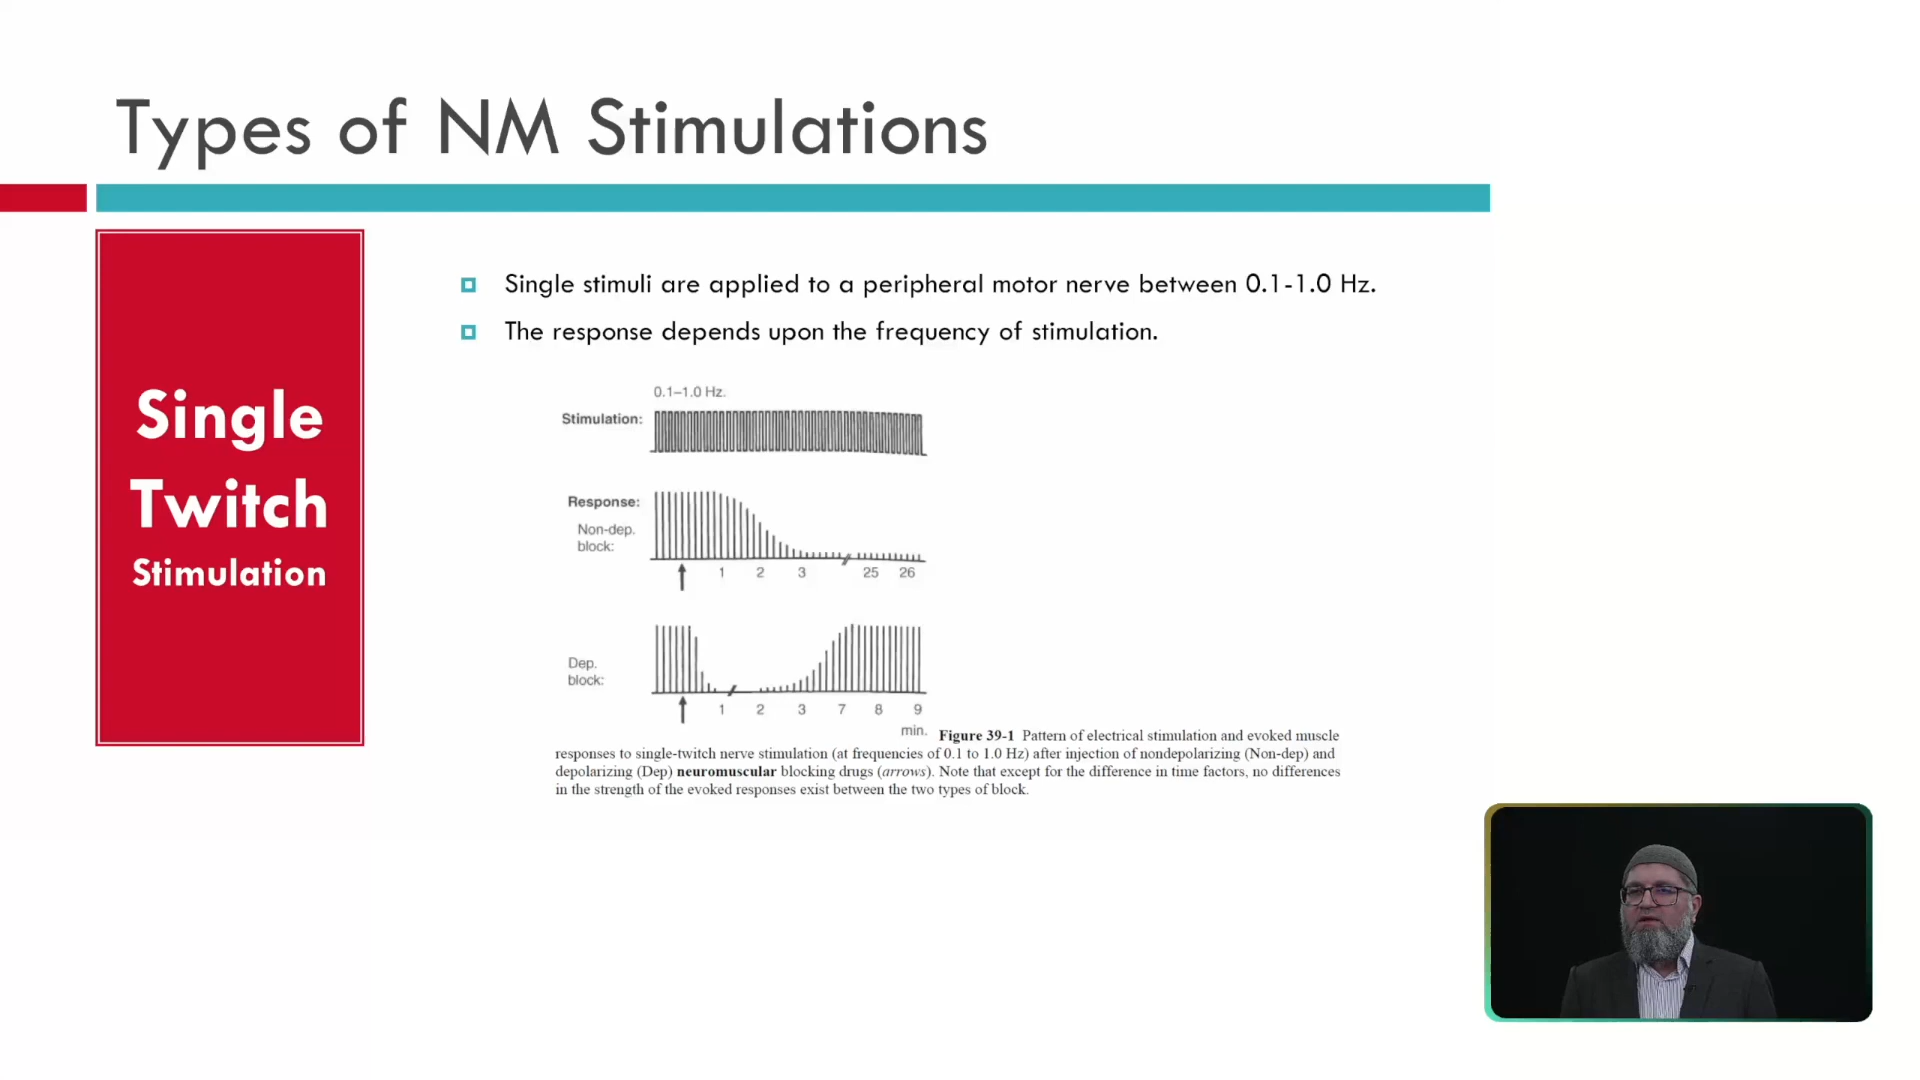 Types of NM Stimulations
Single
Twitch
Stimulation
Single stimuli are applied to a peripheral motor nerve between 0.1-1.0 Hz.
The response depends upon the frequency of stimulation.
0.1–1.0 Hz.
Stimulation:
Response:
Non-dep.
block:
1 2 3 25 26
Dep.
block:
1 2 3 7 8 9
min.
Figure 39-1 Pattern of electrical stimulation and evoked muscle
responses to single-twitch nerve stimulation (at frequencies of 0.1 to 1.0 Hz) after injection of nondepolarizing (Non-dep) and
depolarizing (Dep) neuromuscular blocking drugs (arrows). Note that except for the difference in time factors, no differences
in the strength of the evoked responses exist between the two types of block.